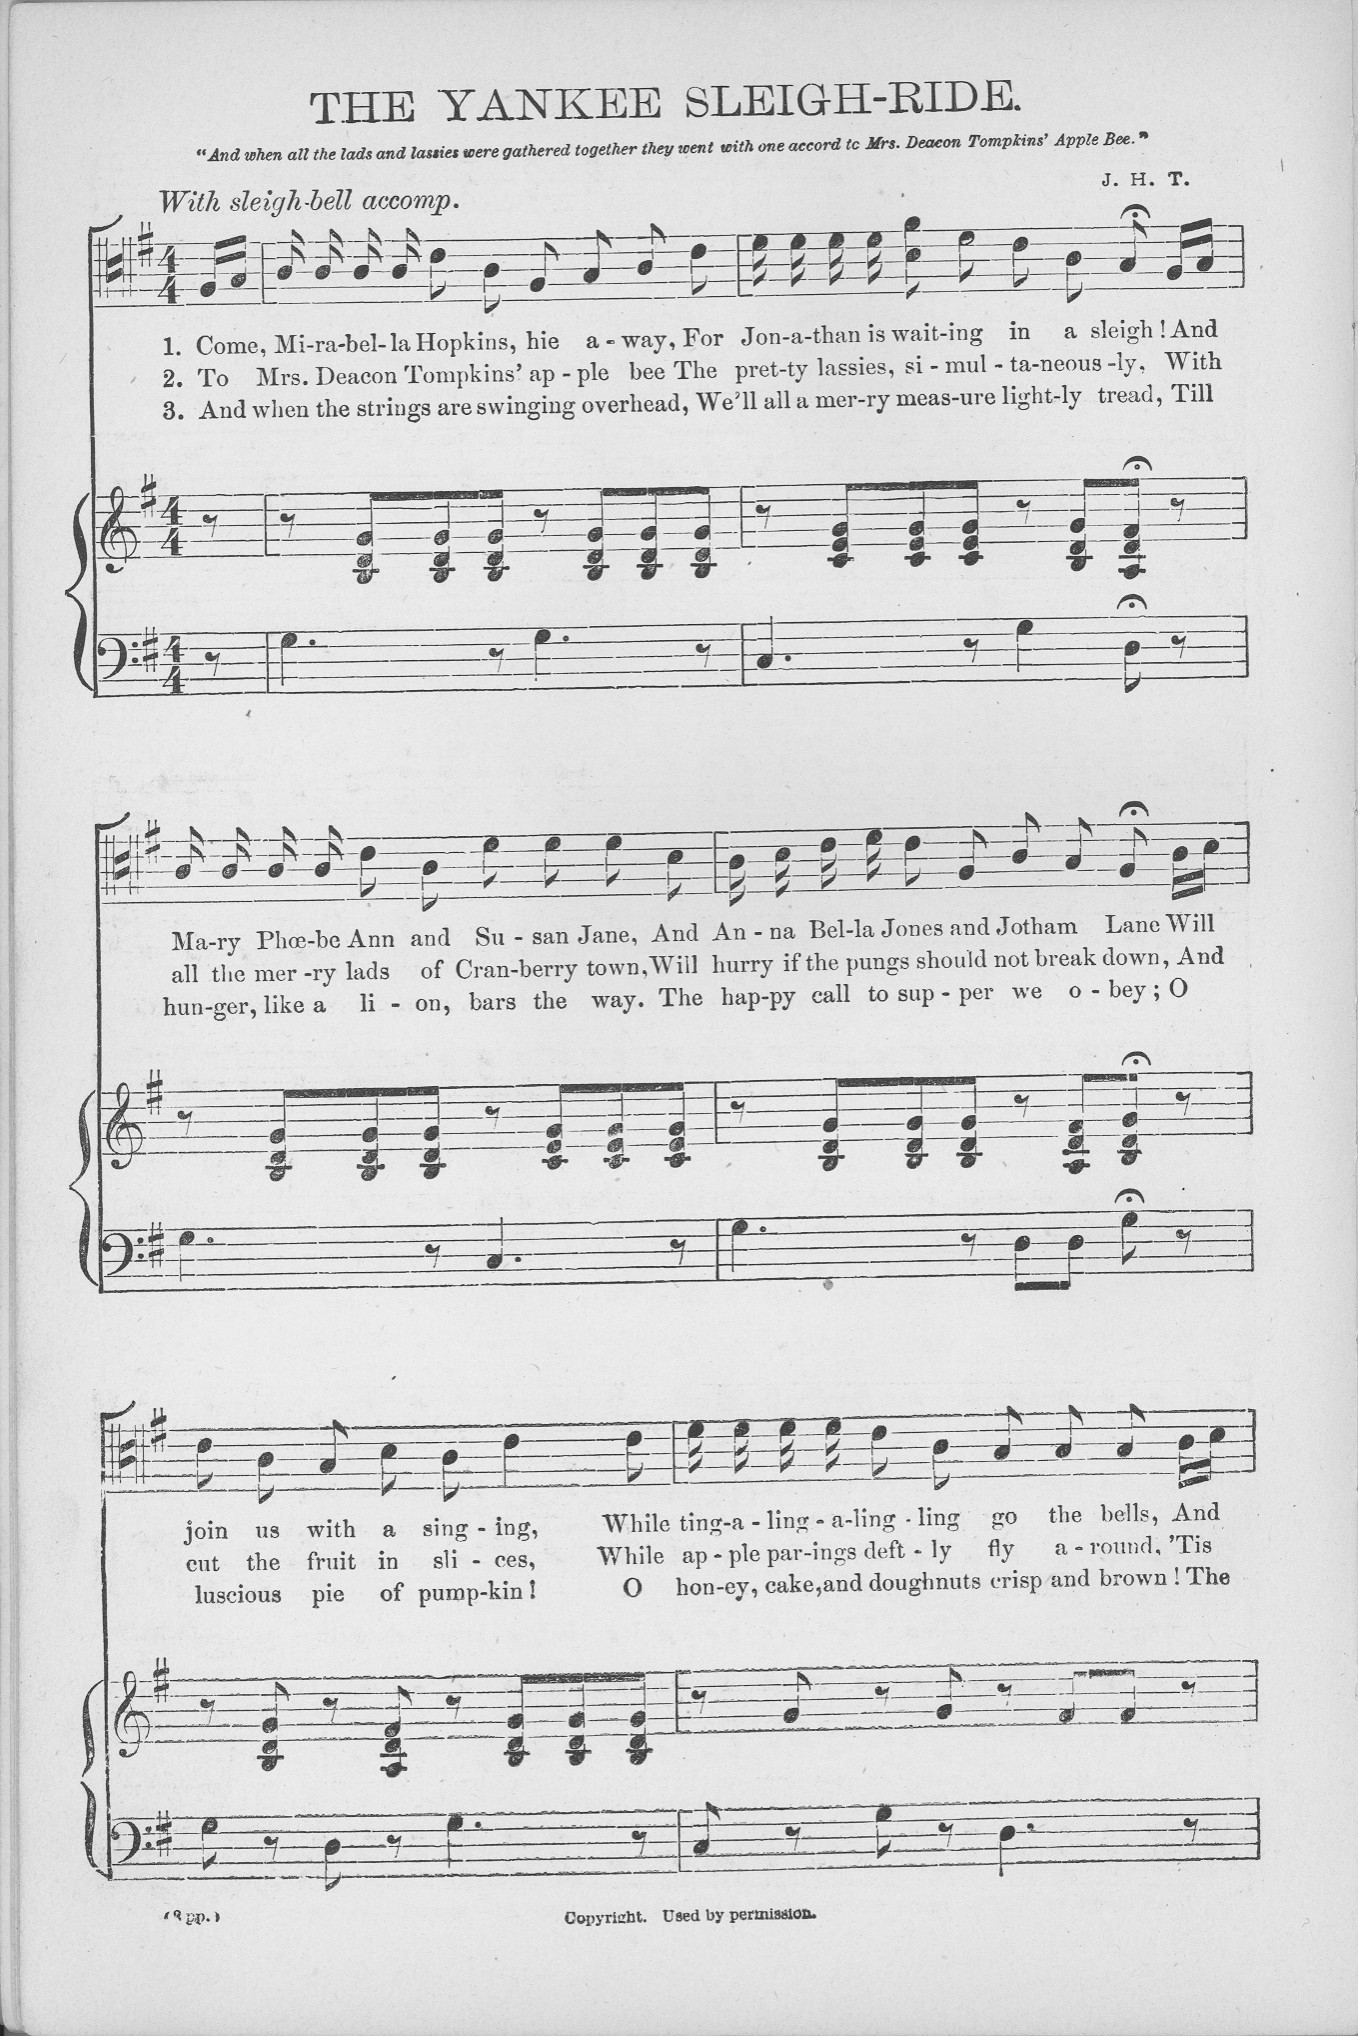 THE YANKEE SLEIGH-RIDE.
"And when all the lads and lassies were gathered together they went with one accord to Mrs. Deacon Tompkins' Apple Bee."
J. H. T.
With sleigh-bell accomp.
1. Come, Mi-ra-bel-la Hopkins, hie a-way, For Jon-a-than is wait-ing in a sleigh! And
2. To Mrs. Deacon Tompkins' ap-ple bee The pret-ty lassies, si-mul-ta-neous-ly, With
3. And when the strings are swinging overhead, We'll all a mer-ry meas-ure light-ly tread, Till
Ma-ry Phœ-be Ann and Su-san Jane, And An-na Bel-la Jones and Jotham Lane Will
all the mer-ry lads of Cran-berry town, Will hurry if the pungs should not break down, And
hun-ger, like a li-on, bars the way. The hap-py call to sup-per we o-bey; O
join us with a sing-ing, While ting-a-ling-a-ling-ling go the bells, And
cut the fruit in sli-ces, While ap-ple par-ings deft-ly fly a-round, 'Tis
luscious pie of pump-kin! O hon-ey, cake, and doughnuts crisp and brown! The
(8 pp.) Copyright. Used by permission.